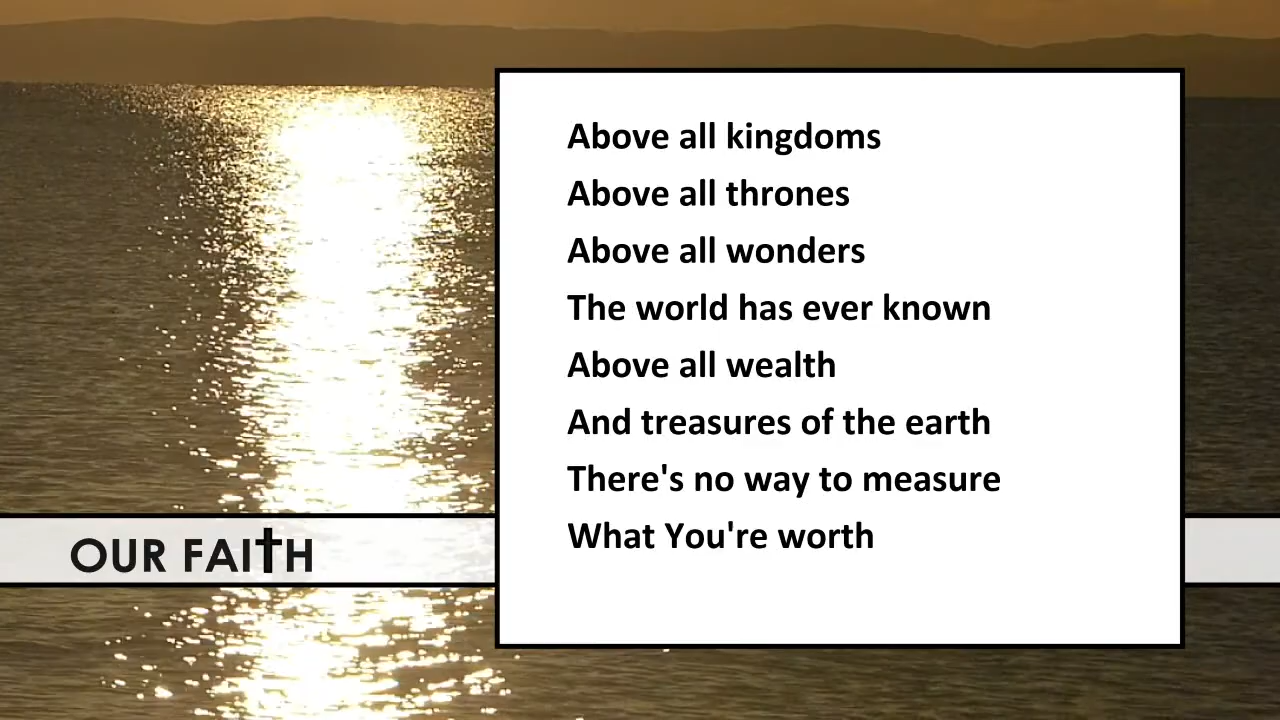 Above all kingdoms
Above all thrones
Above all wonders
The world has ever known
Above all wealth
And treasures of the earth
There's no way to measure
What You're worth
OUR FAITH